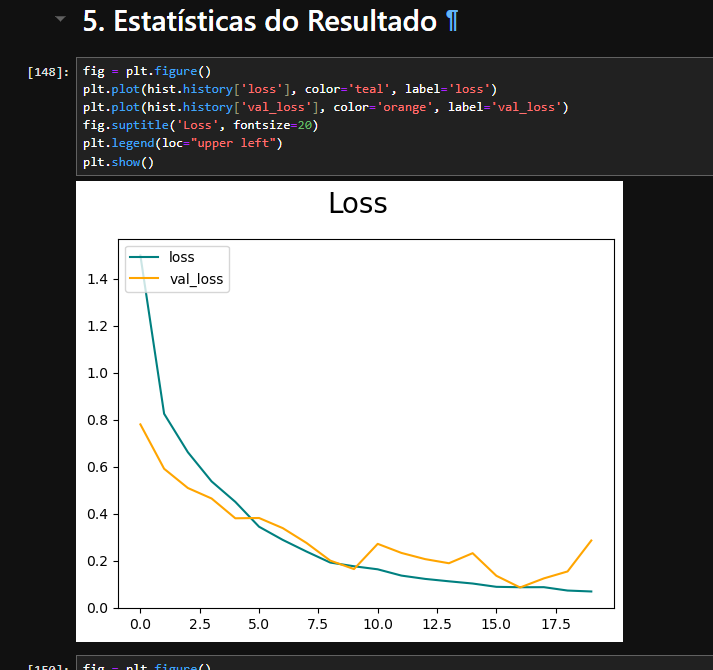 5. Estatísticas do Resultado ¶
[148]:
fig = plt.figure()
plt.plot(hist.history['loss'], color='teal', label='loss')
plt.plot(hist.history['val_loss'], color='orange', label='val_loss')
fig.suptitle('Loss', fontsize=20)
plt.legend(loc="upper left")
plt.show()
Loss
loss
val_loss
1.4
1.2
1.0
0.8
0.6
0.4
0.2
0.0
0.0 2.5 5.0 7.5 10.0 12.5 15.0 17.5
[150]: fig = plt.figure()